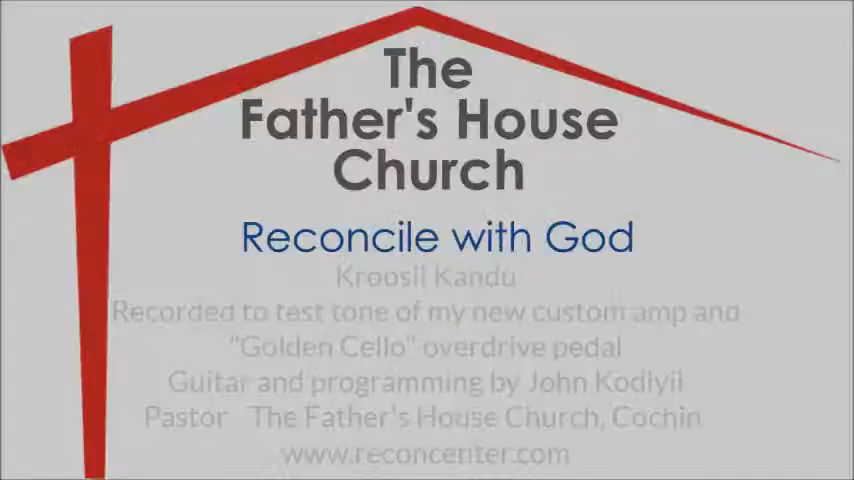 The
Father's House
Church
Reconcile with God
Kroosil Kandu
Recorded to test tone of my new custom amp and
"Golden Cello" overdrive pedal
Guitar and programming by John Kodiyil
Pastor The Father's House Church, Cochin
www.reconcenter.com